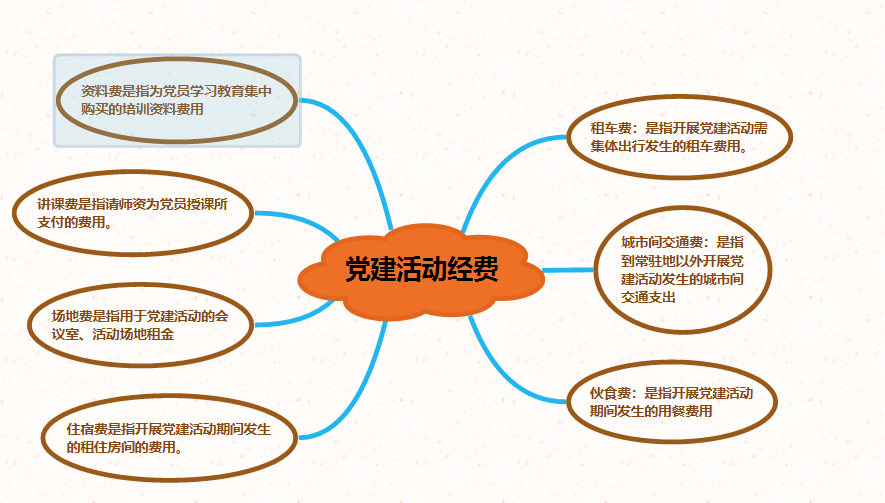 资料费是指为党员学习教育集中
购买的培训资料费用
讲课费是指请师资为党员授课所
支付的费用。
场地费是指用于党建活动的会
议室、活动场地租金
住宿费是指开展党建活动期间发生
的租住房间的费用。
党建活动经费
租车费：是指开展党建活动需
集体出行发生的租车费用。
城市间交通费：是指
到常驻地以外开展党
建活动发生的城市间
交通支出
伙食费：是指开展党建活动
期间发生的用餐费用